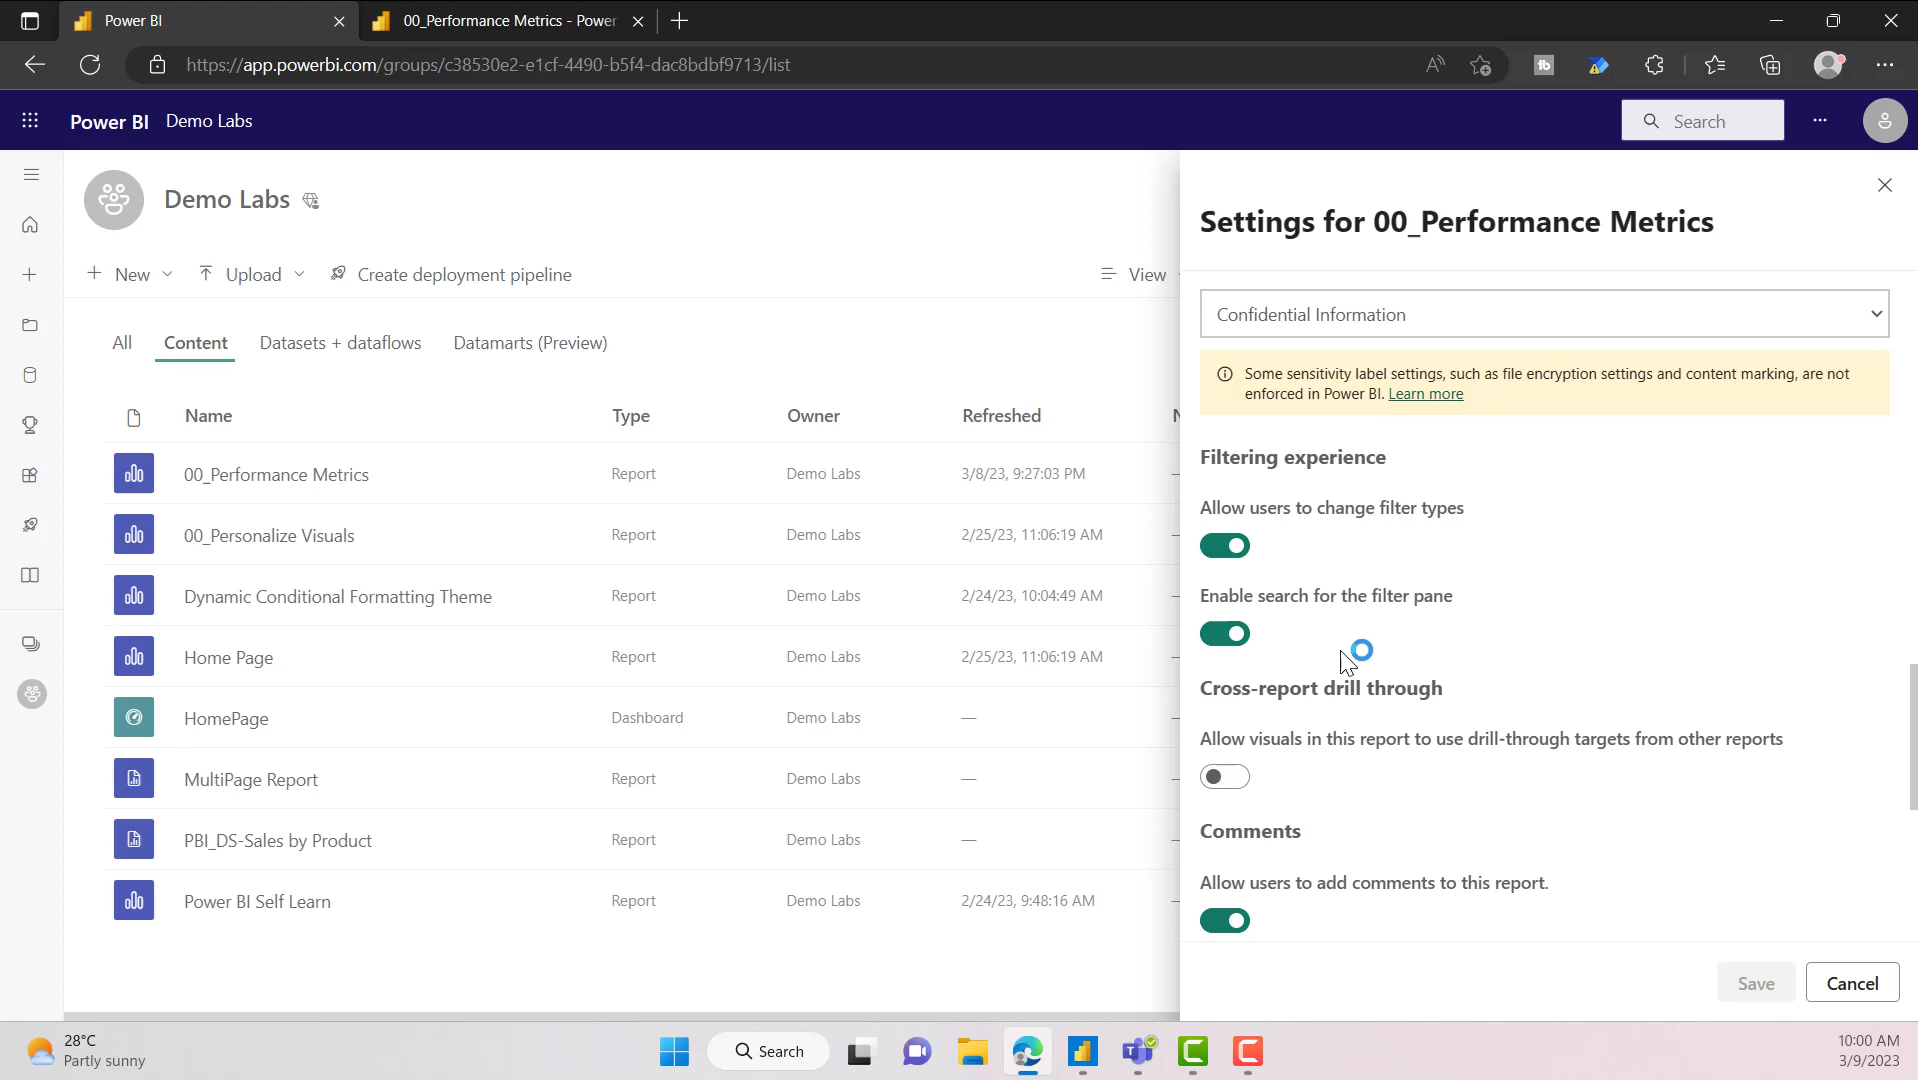 Power BI
00_Performance Metrics - Power
https://app.powerbi.com/groups/c38530e2-e1cf-4490-b5f4-dac8bdbf9713/list
Power BI Demo Labs
Search
Demo Labs
New
Upload
Create deployment pipeline
View
All
Content
Datasets + dataflows
Datamarts (Preview)
Name Type Owner Refreshed N
00_Performance Metrics Report Demo Labs 3/8/23, 9:27:03 PM —
00_Personalize Visuals Report Demo Labs 2/25/23, 11:06:19 AM —
Dynamic Conditional Formatting Theme Report Demo Labs 2/24/23, 10:04:49 AM —
Home Page Report Demo Labs 2/25/23, 11:06:19 AM —
HomePage Dashboard Demo Labs — —
MultiPage Report Report Demo Labs — —
PBI_DS-Sales by Product Report Demo Labs — —
Power BI Self Learn Report Demo Labs 2/24/23, 9:48:16 AM —
Settings for 00_Performance Metrics
Confidential Information
Some sensitivity label settings, such as file encryption settings and content marking, are not
enforced in Power BI. Learn more
Filtering experience
Allow users to change filter types
Enable search for the filter pane
Cross-report drill through
Allow visuals in this report to use drill-through targets from other reports
Comments
Allow users to add comments to this report.
Save
Cancel
28°C
Partly sunny
Search
10:00 AM
3/9/2023